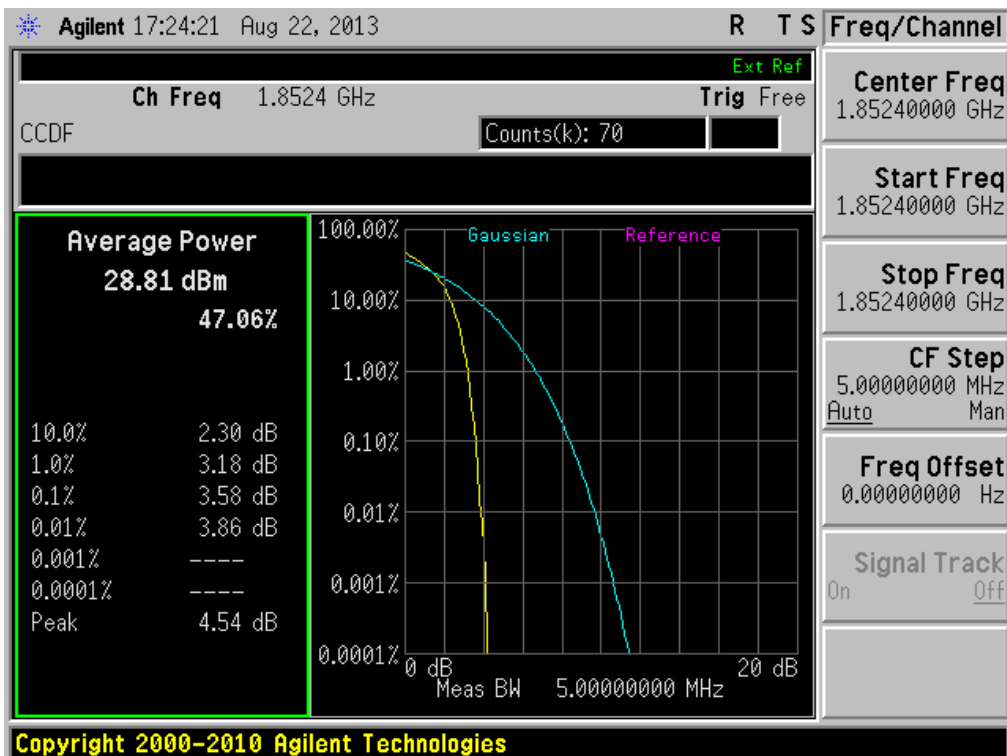 Agilent 17:24:21 Aug 22, 2013 R T S
Ext Ref
Ch Freq 1.8524 GHz Trig Free
CCDF Counts(k): 70
Average Power
28.81 dBm
47.06%
10.0% 2.30 dB
1.0% 3.18 dB
0.1% 3.58 dB
0.01% 3.86 dB
0.001% ----
0.0001% ----
Peak 4.54 dB
Gaussian Reference
100.00%
10.00%
1.00%
0.10%
0.01%
0.001%
0.0001%
0 dB 20 dB
Meas BW 5.00000000 MHz
Freq/Channel
Center Freq
1.85240000 GHz
Start Freq
1.85240000 GHz
Stop Freq
1.85240000 GHz
CF Step
5.00000000 MHz
Auto Man
Freq Offset
0.00000000 Hz
Signal Track
On Off
Copyright 2000-2010 Agilent Technologies